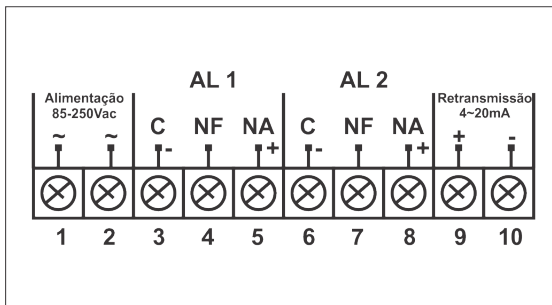 AL 1 AL 2
Alimentação Retransmissão
85-250Vac 4~20mA
~ ~ C NF NA C NF NA + -
- + - +
1 2 3 4 5 6 7 8 9 10